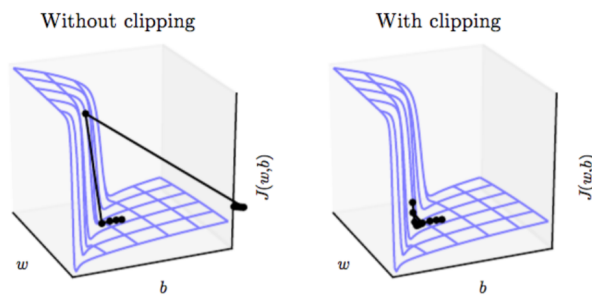 Without clipping
With clipping
J(w,b)
J(w,b)
w
b
w
b